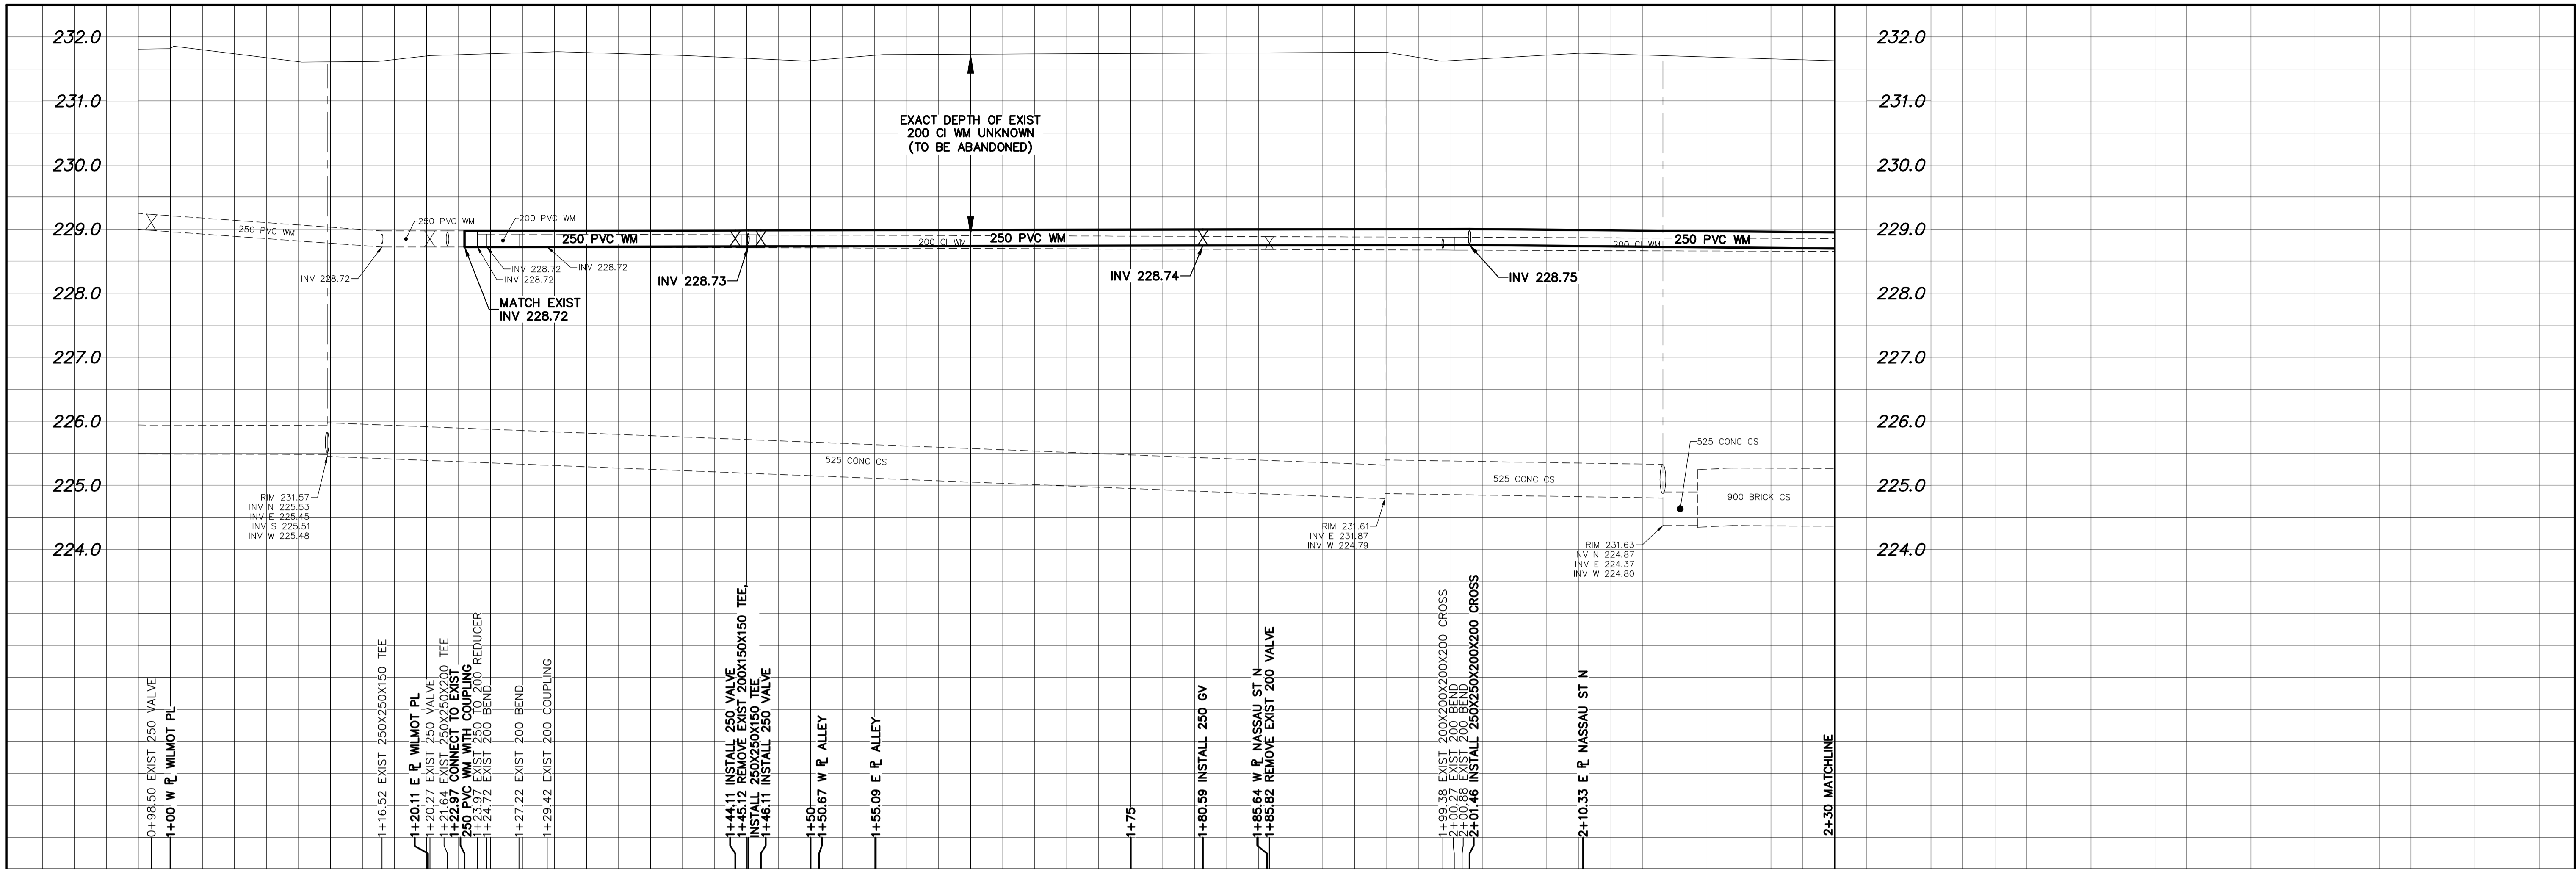 232.0
232.0
231.0
231.0
EXACT DEPTH OF EXIST
200 CI WM UNKNOWN
(TO BE ABANDONED)
230.0
230.0
229.0
229.0
250 PVC WM
250 PVC WM
200 PVC WM
250 PVC WM
200 CI WM
250 PVC WM
200 CI WM
250 PVC WM
INV 228.72
INV 228.72
INV 228.72
INV 228.72
INV 228.73
INV 228.74
INV 228.75
MATCH EXIST
INV 228.72
228.0
228.0
227.0
227.0
226.0
226.0
525 CONC CS
525 CONC CS
525 CONC CS
900 BRICK CS
225.0
225.0
RIM 231.57
INV N 225.53
INV E 225.45
INV S 225.51
INV W 225.48
RIM 231.61
INV E 231.87
INV W 224.79
RIM 231.63
INV N 224.87
INV E 224.37
INV W 224.80
224.0
224.0
0+98.50 EXIST 250 VALVE
1+00 W PL WILMOT PL
1+16.52 EXIST 250X250X150 TEE
1+20.11 E PL WILMOT PL
1+20.27 EXIST 250 VALVE
1+21.64 EXIST 250X250X200 TEE
1+22.97 CONNECT TO EXIST
250 PVC WM WITH COUPLING
1+23.97 EXIST 250 TO 200 REDUCER
1+24.72 EXIST 200 BEND
1+27.22 EXIST 200 BEND
1+29.42 EXIST 200 COUPLING
1+44.11 INSTALL 250 VALVE
1+45.12 REMOVE EXIST 200X150X150 TEE,
INSTALL 250X250X150 TEE
1+46.11 INSTALL 250 VALVE
1+50
1+50.67 W PL ALLEY
1+55.09 E PL ALLEY
1+75
1+80.59 INSTALL 250 GV
1+85.64 W PL NASSAU ST N
1+85.82 REMOVE EXIST 200 VALVE
1+99.38 EXIST 200X200X200X200 CROSS
2+00.27 EXIST 200 BEND
2+00.88 EXIST 200 BEND
2+01.46 INSTALL 250X250X200X200 CROSS
2+10.33 E PL NASSAU ST N
2+30 MATCHLINE